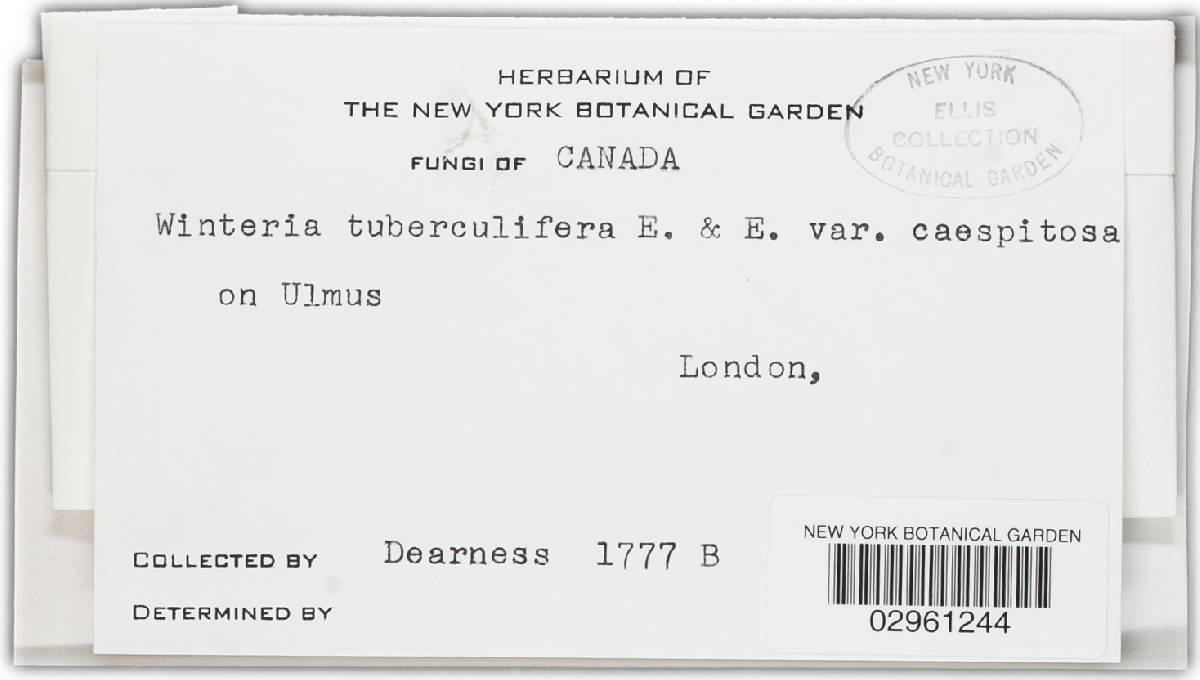 HERBARIUM OF
THE NEW YORK BOTANICAL GARDEN
FUNGI OF CANADA
NEW YORK
ELLIS
COLLECTION
BOTANICAL GARDEN
Winteria tuberculifera E. & E. var. caespitosa
on Ulmus
London,
COLLECTED BY Dearness 1777 B
DETERMINED BY
NEW YORK BOTANICAL GARDEN
02961244